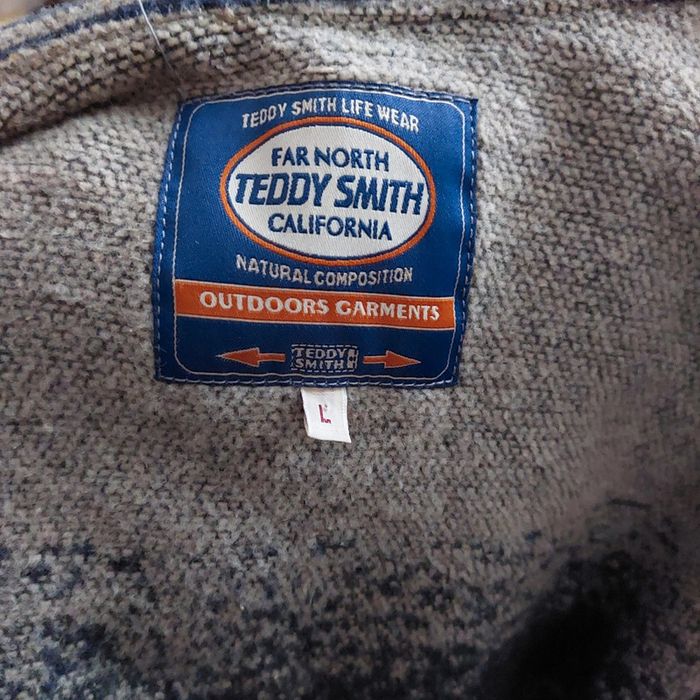 TEDDY SMITH LIFE WEAR
FAR NORTH
TEDDY SMITH
CALIFORNIA
NATURAL COMPOSITION
OUTDOORS GARMENTS
TEDDY
SMITH
L